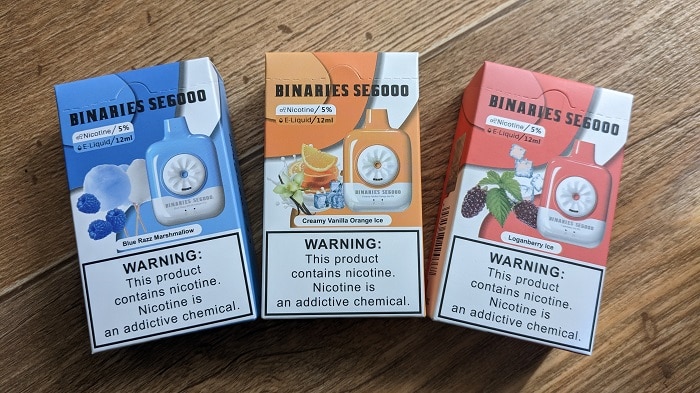 BINARIES SE6000
Nicotine/5%
E-Liquid/12ml
Blue Razz Marshmallow
WARNING:
This product
contains nicotine.
Nicotine is
an addictive chemical.
BINARIES SE6000
Nicotine/5%
E-Liquid/12ml
BINARIES SE6000
Creamy Vanilla Orange Ice
WARNING:
This product
contains nicotine.
Nicotine is
an addictive chemical.
BINARIES SE6000
Nicotine/5%
E-Liquid/12ml
BINARIES SE6000
Loganberry Ice
WARNING:
This product
contains nicotine.
Nicotine is
an addictive chemical.